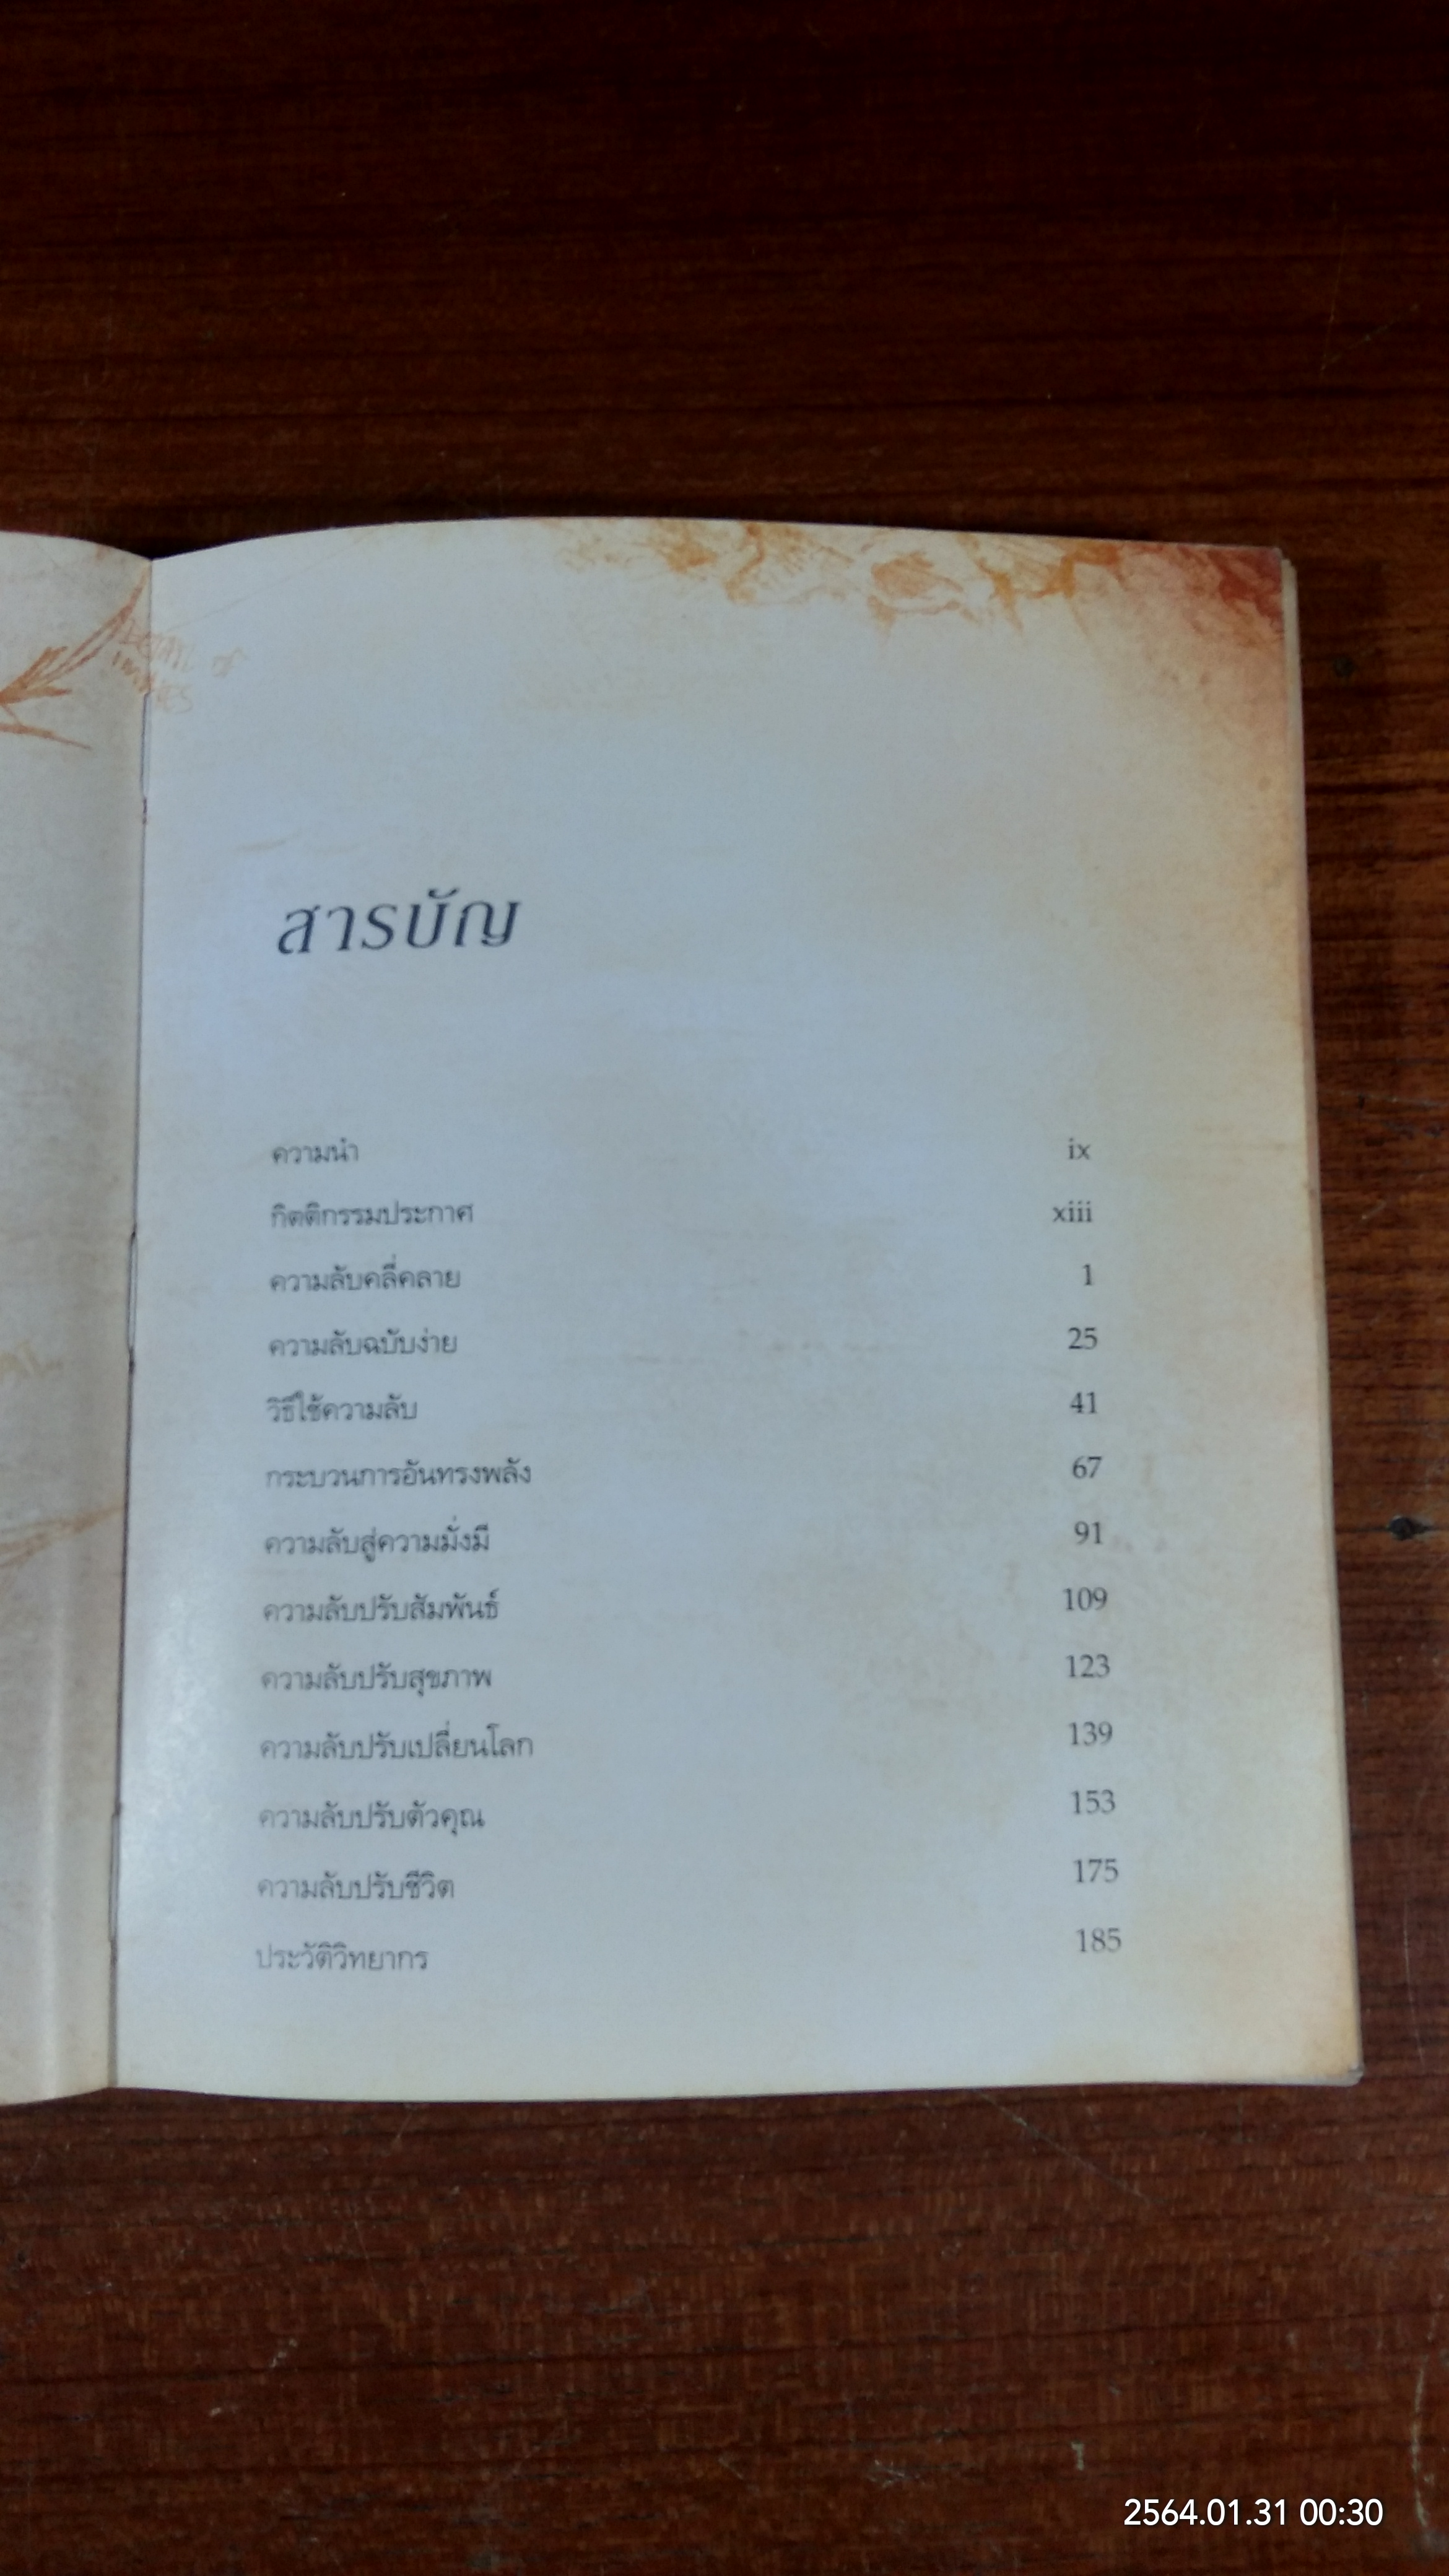 สารบัญ
ความนำ ix
กิตติกรรมประกาศ xiii
ความลับคลี่คลาย 1
ความลับฉบับง่าย 25
วิธีใช้ความลับ 41
กระบวนการอันทรงพลัง 67
ความลับสู่ความมั่งมี 91
ความลับปรับสัมพันธ์ 109
ความลับปรับสุขภาพ 123
ความลับปรับเปลี่ยนโลก 139
ความลับปรับตัวคุณ 153
ความลับปรับชีวิต 175
ประวัติวิทยากร 185
2564.01.31 00:30